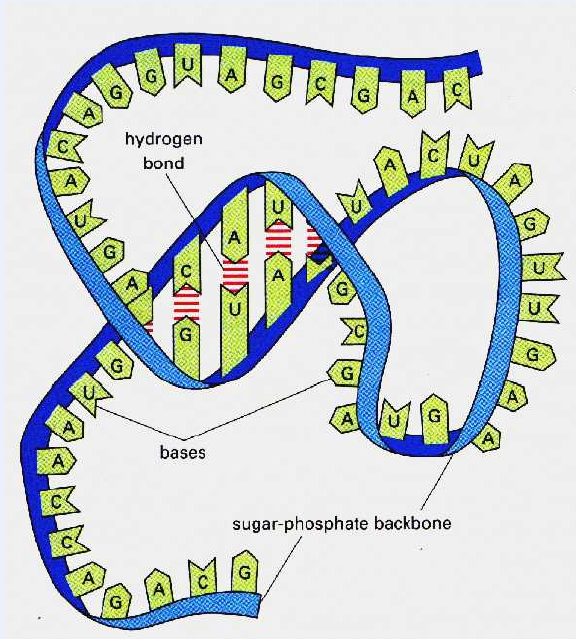 C A G C G A U G G A C A U G A
hydrogen
bond
C A U
G U A
U A C U A G U U G A A G U A G C G
G U A A C C A G A C G
bases
sugar-phosphate backbone